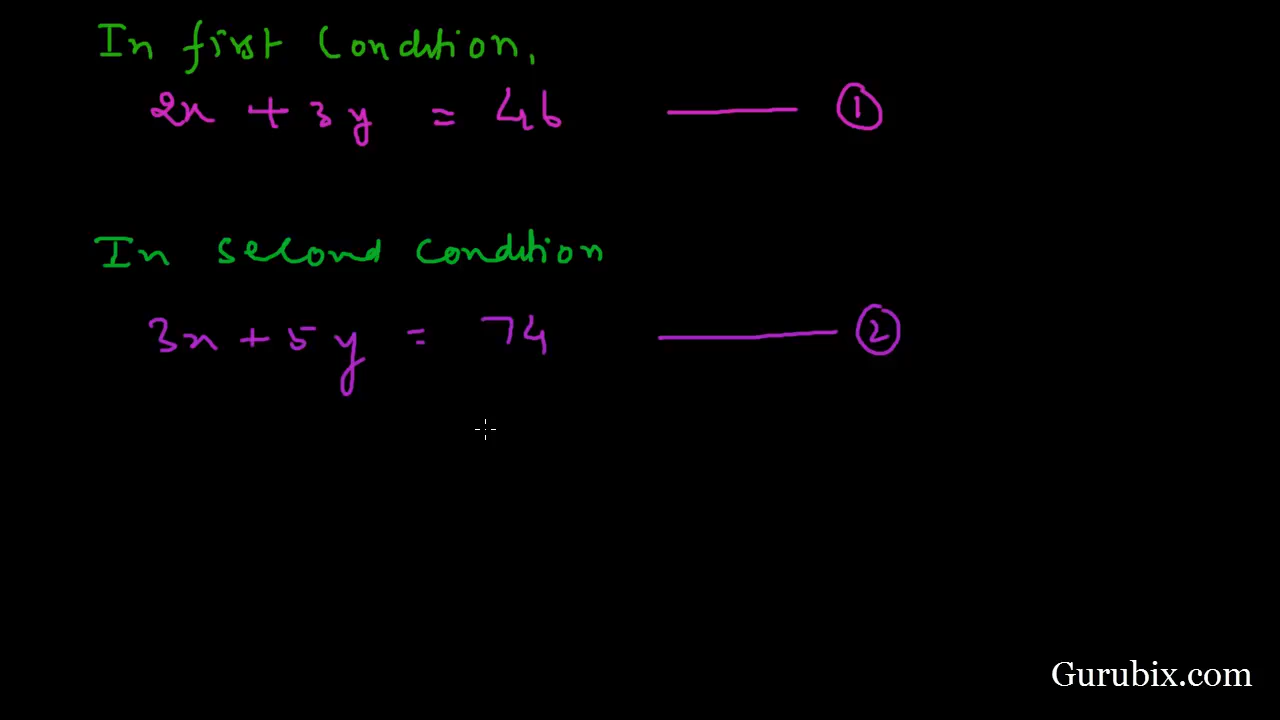 In first Condition,
2x + 3y = 46 —— ①
In second condition
3x + 5y = 74 —— ②
Gurubix.com